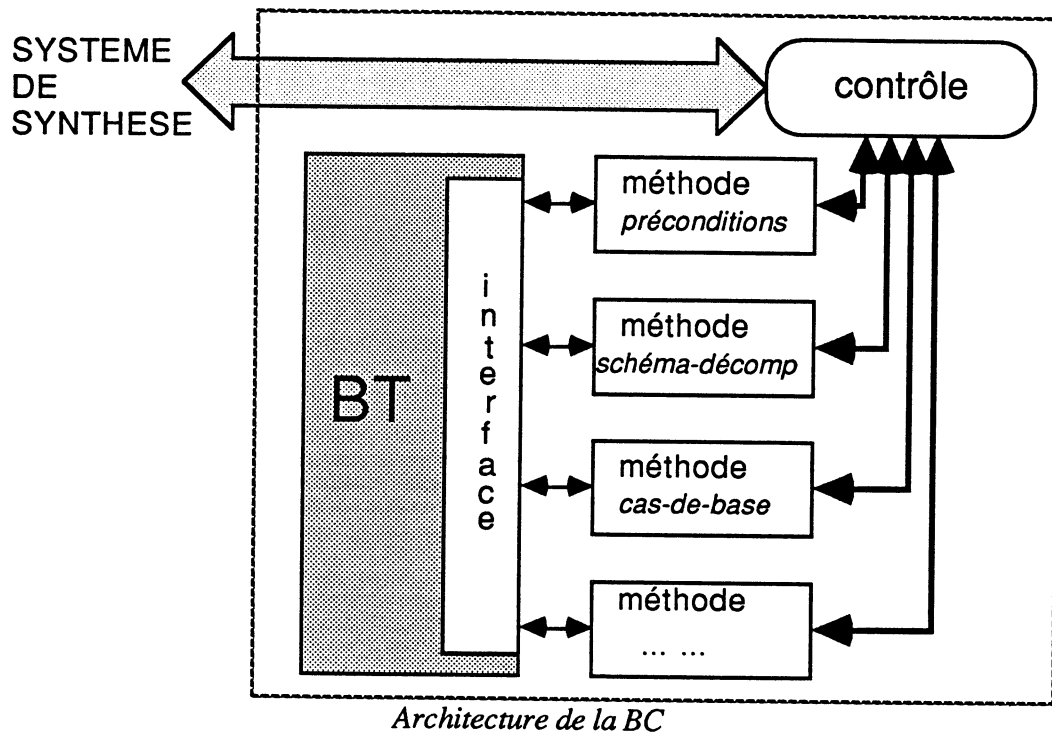 SYSTEME
DE
SYNTHESE
contrôle
méthode
préconditions
BT
interface
méthode
schéma-décomp
méthode
cas-de-base
méthode
... ...
Architecture de la BC